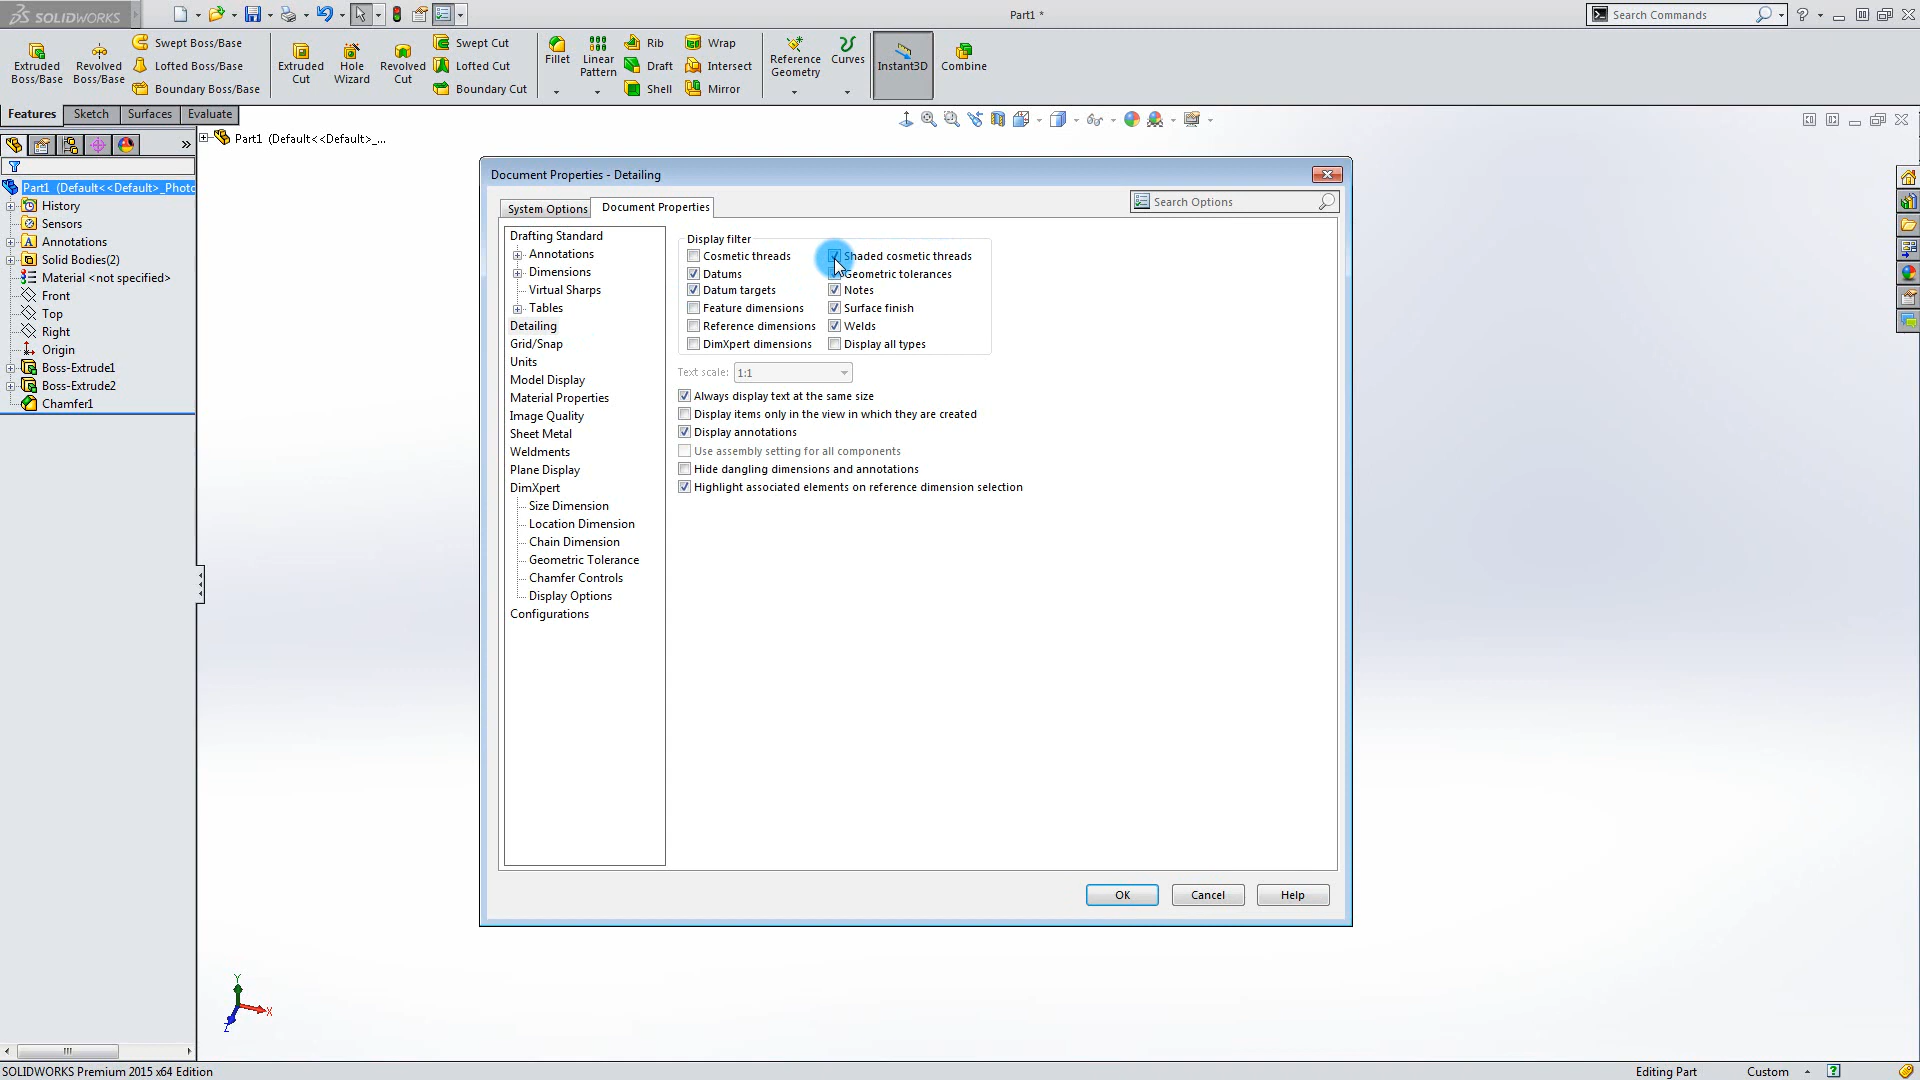 SOLIDWORKS
Part1 *
Search Commands
Extruded Boss/Base
Revolved Boss/Base
Swept Boss/Base
Lofted Boss/Base
Boundary Boss/Base
Extruded Cut
Hole Wizard
Revolved Cut
Swept Cut
Lofted Cut
Boundary Cut
Fillet
Linear Pattern
Rib
Draft
Shell
Wrap
Intersect
Mirror
Reference Geometry
Curves
Instant3D
Combine
Features
Sketch
Surfaces
Evaluate
Part1 (Default<<Default>_...
Part1 (Default<<Default>_Photo
History
Sensors
Annotations
Solid Bodies(2)
Material <not specified>
Front
Top
Right
Origin
Boss-Extrude1
Boss-Extrude2
Chamfer1
Document Properties - Detailing
System Options
Document Properties
Search Options
Drafting Standard
Annotations
Dimensions
Virtual Sharps
Tables
Detailing
Grid/Snap
Units
Model Display
Material Properties
Image Quality
Sheet Metal
Weldments
Plane Display
DimXpert
Size Dimension
Location Dimension
Chain Dimension
Geometric Tolerance
Chamfer Controls
Display Options
Configurations
Display filter
Cosmetic threads
Shaded cosmetic threads
Datums
Geometric tolerances
Datum targets
Notes
Feature dimensions
Surface finish
Reference dimensions
Welds
DimXpert dimensions
Display all types
Text scale: 1:1
Always display text at the same size
Display items only in the view in which they are created
Display annotations
Use assembly setting for all components
Hide dangling dimensions and annotations
Highlight associated elements on reference dimension selection
OK
Cancel
Help
Y
X
Z
SOLIDWORKS Premium 2015 x64 Edition
Editing Part
Custom